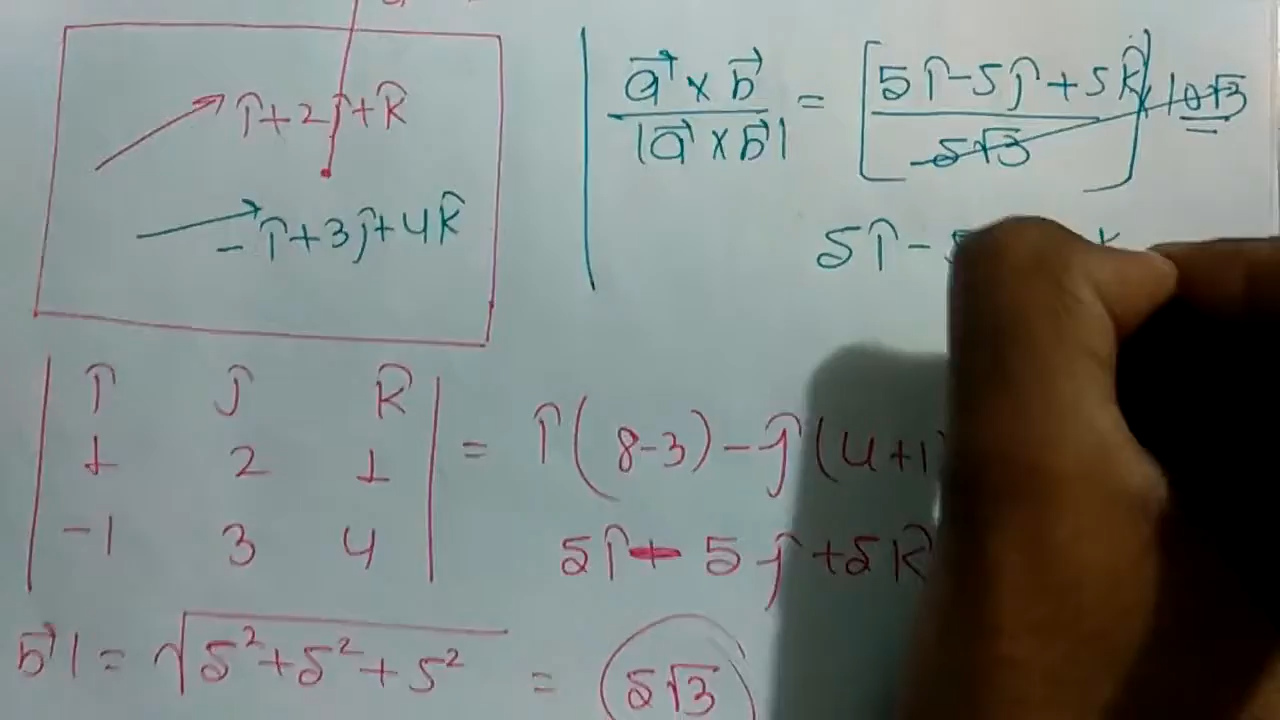 î+2ĵ+k̂
-î+3ĵ+4k̂
a⃗ × b⃗ / |a⃗ × b⃗| = [5î-5ĵ+5k̂ / 5√3] × 10√3
5î-
î ĵ k̂
1 2 1
-1 3 4
= î(8-3)-ĵ(4+1)
5î- 5ĵ+5k̂
b⃗| = √5²+5²+5² = 5√3